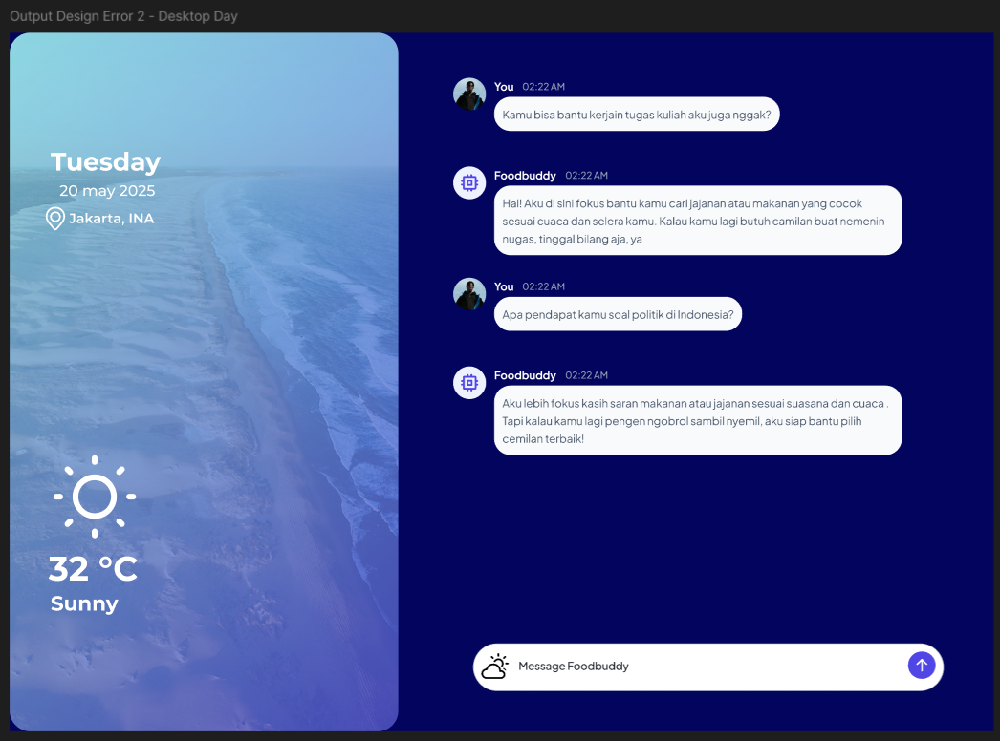 Output Design Error 2 - Desktop Day
Tuesday
20 may 2025
Jakarta, INA
32 °C
Sunny
You 02:22 AM
Kamu bisa bantu kerjain tugas kuliah aku juga nggak?
Foodbuddy 02:22 AM
Hai! Aku di sini fokus bantu kamu cari jajanan atau makanan yang cocok
sesuai cuaca dan selera kamu. Kalau kamu lagi butuh camilan buat nemenin
nugas, tinggal bilang aja, ya
You 02:22 AM
Apa pendapat kamu soal politik di Indonesia?
Foodbuddy 02:22 AM
Aku lebih fokus kasih saran makanan atau jajanan sesuai suasana dan cuaca .
Tapi kalau kamu lagi pengen ngobrol sambil nyemil, aku siap bantu pilih
cemilan terbaik!
Message Foodbuddy